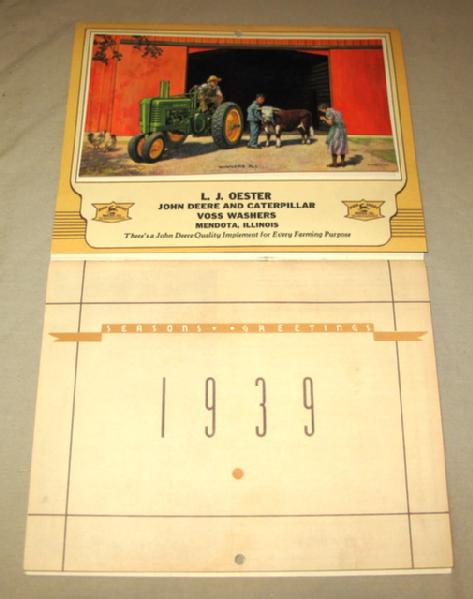 WINNERS ALL
L. J. OESTER
JOHN DEERE AND CATERPILLAR
VOSS WASHERS
MENDOTA, ILLINOIS
There's a John Deere Quality Implement for Every Farming Purpose
SEASONS GREETINGS
1939